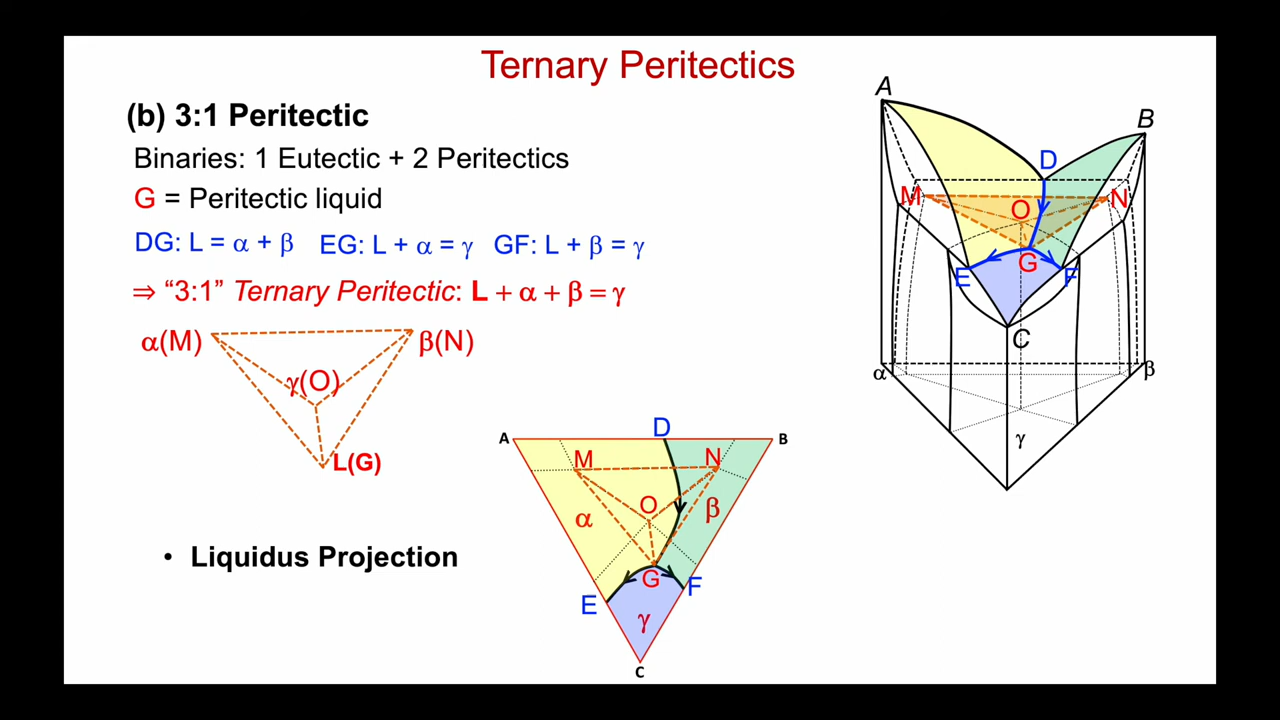 Ternary Peritectics
(b) 3:1 Peritectic
Binaries: 1 Eutectic + 2 Peritectics
G = Peritectic liquid
DG: L = α + β EG: L + α = γ GF: L + β = γ
⇒ “3:1” Ternary Peritectic: L + α + β = γ
α(M)
β(N)
γ(O)
L(G)
• Liquidus Projection
A
D
B
M
N
O
α
β
G
E
F
γ
C
A
B
D
M
N
O
G
E
F
C
α
β
γ